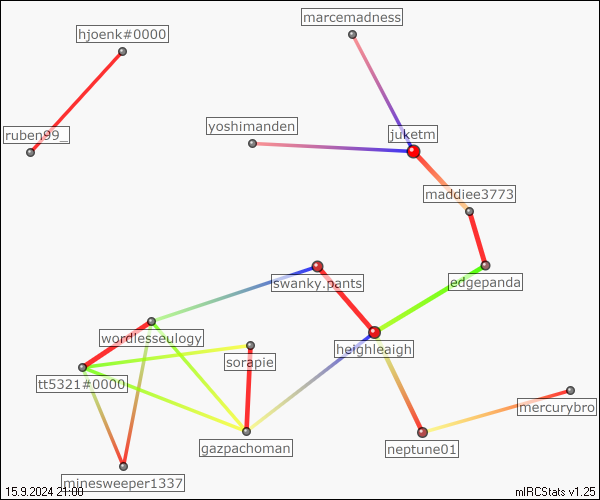 marcemadness
hjoenk#0000
yoshimanden
juketm
ruben99_
maddiee3773
swanky.pants
edgepanda
wordlesseulogy
heighleaigh
sorapie
tt5321#0000
mercurybro
gazpachoman
neptune01
minesweeper1337
15.9.2024 21:00
mIRCStats v1.25